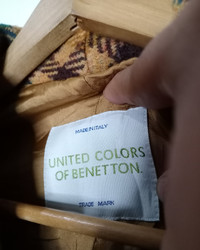 MADE IN ITALY
UNITED COLORS
OF BENETTON.
TRADE MARK